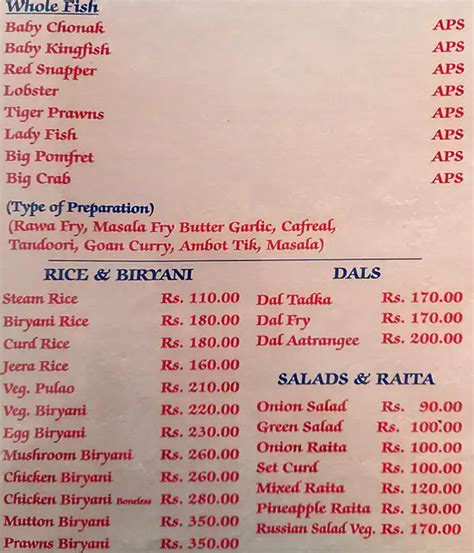 Whole Fish
Baby Chonak APS
Baby Kingfish APS
Red Snapper APS
Lobster APS
Tiger Prawns APS
Lady Fish APS
Big Pomfret APS
Big Crab APS
(Type of Preparation)
(Rawa Fry, Masala Fry Butter Garlic, Cafreal,
Tandoori, Goan Curry, Ambot Tik, Masala)
RICE & BIRYANI
Steam Rice Rs. 110.00
Biryani Rice Rs. 180.00
Curd Rice Rs. 180.00
Jeera Rice Rs. 160.00
Veg. Pulao Rs. 210.00
Veg. Biryani Rs. 220.00
Egg Biryani Rs. 230.00
Mushroom Biryani Rs. 260.00
Chicken Biryani Rs. 260.00
Chicken Biryani Boneless Rs. 280.00
Mutton Biryani Rs. 350.00
Prawns Biryani Rs. 350.00
DALS
Dal Tadka Rs. 170.00
Dal Fry Rs. 170.00
Dal Aatrangee Rs. 200.00
SALADS & RAITA
Onion Salad Rs. 90.00
Green Salad Rs. 100.00
Onion Raita Rs. 100.00
Set Curd Rs. 100.00
Mixed Raita Rs. 120.00
Pineapple Raita Rs. 130.00
Russian Salad Veg. Rs. 170.00